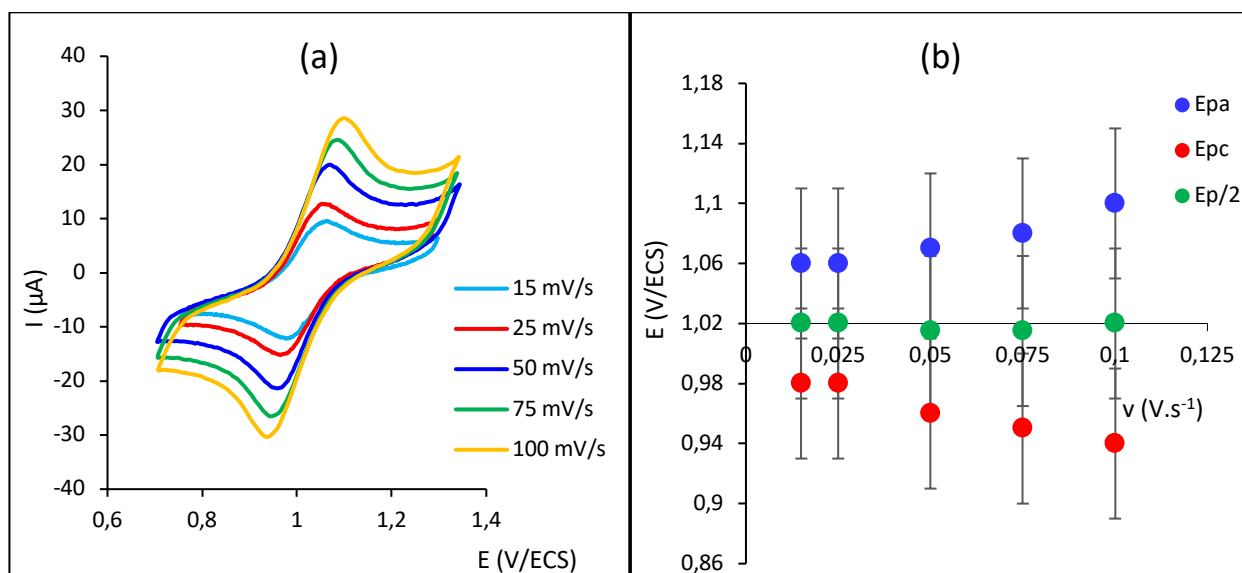 (a)
40
30
20
10
0
-10
-20
-30
-40
I (µA)
0,6
0,8
1
1,2
1,4
E (V/ECS)
15 mV/s
25 mV/s
50 mV/s
75 mV/s
100 mV/s
(b)
1,18
1,14
1,1
1,06
1,02
0,98
0,94
0,9
0,86
E (V/ECS)
0
0,025
0,05
0,075
0,1
0,125
v (V.s⁻¹)
Epa
Epc
Ep/2